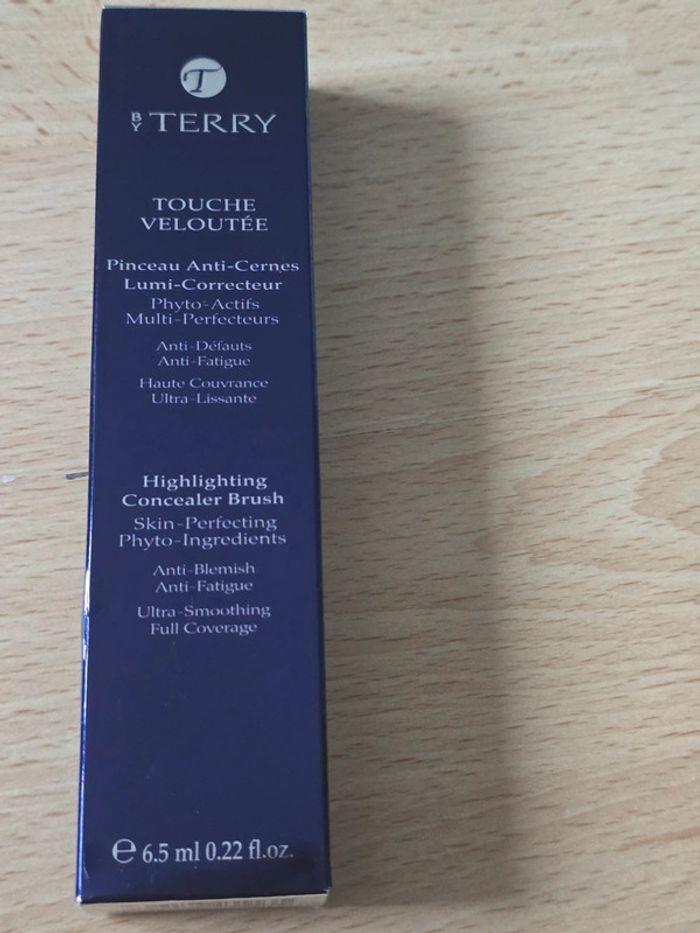 T
BY TERRY
TOUCHE
VELOUTÉE
Pinceau Anti-Cernes
Lumi-Correcteur
Phyto-Actifs
Multi-Perfecteurs
Anti-Défauts
Anti-Fatigue
Haute Couvrance
Ultra-Lissante
Highlighting
Concealer Brush
Skin-Perfecting
Phyto-Ingredients
Anti-Blemish
Anti-Fatigue
Ultra-Smoothing
Full Coverage
℮ 6.5 ml 0.22 fl.oz.